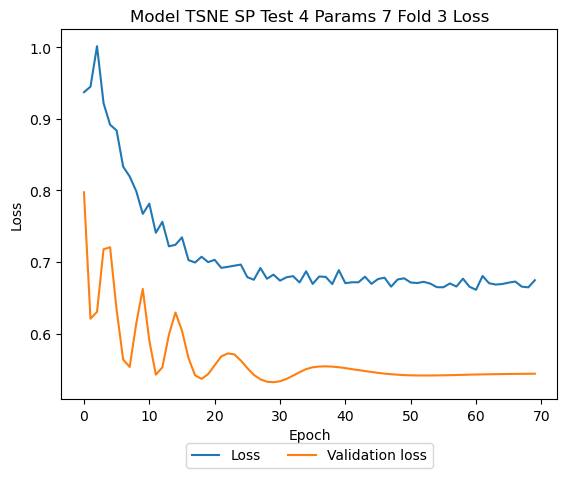 Model TSNE SP Test 4 Params 7 Fold 3 Loss
1.0
0.9
0.8
0.7
0.6
Loss
0 10 20 30 40 50 60 70
Epoch
Loss Validation loss